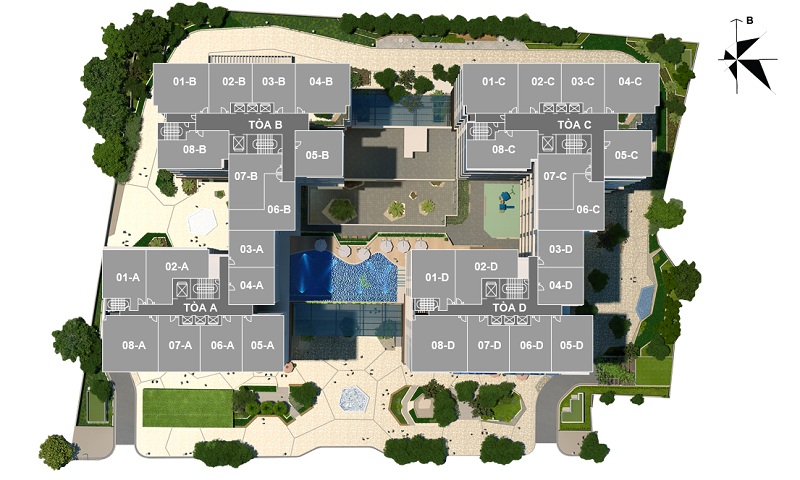 B
01-B 02-B 03-B 04-B
TÒA B
08-B 05-B
07-B
06-B
01-C 02-C 03-C 04-C
TÒA C
08-C 05-C
07-C
06-C
01-A 02-A 03-A
04-A
TÒA A
08-A 07-A 06-A 05-A
01-D 02-D 03-D
04-D
TÒA D
08-D 07-D 06-D 05-D